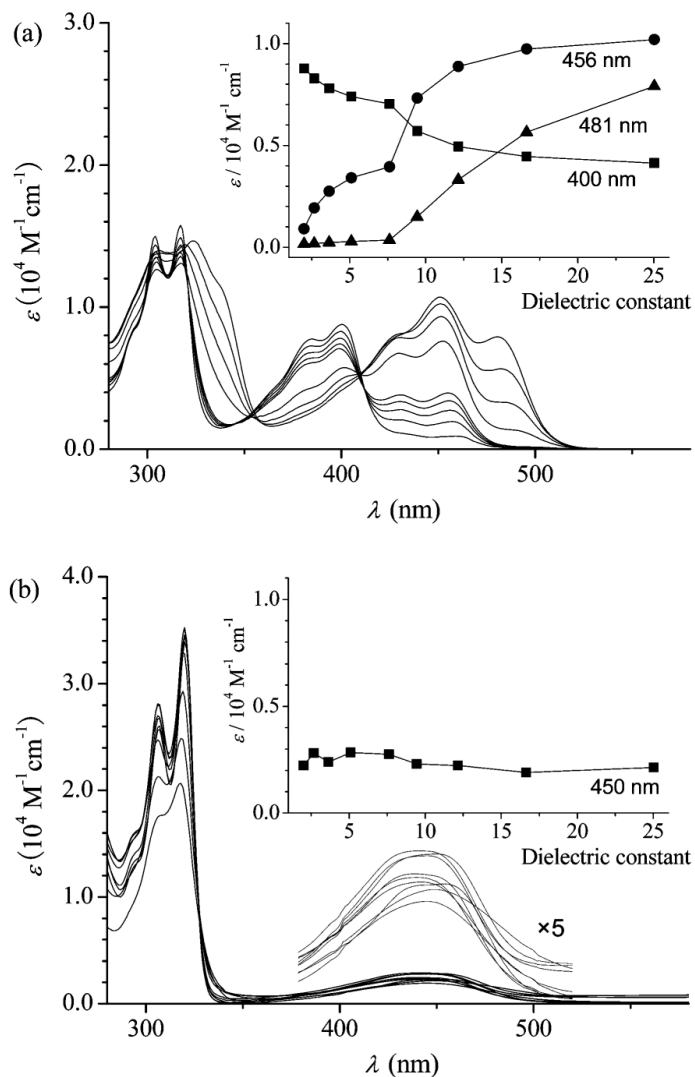 (a)
3.0
2.0
1.0
0.0
ε (10⁴ M⁻¹cm⁻¹)
300
400
500
λ (nm)
1.0
0.5
0.0
ε / 10⁴ M⁻¹ cm⁻¹
456 nm
481 nm
400 nm
5
10
15
20
25
Dielectric constant
(b)
4.0
3.0
2.0
1.0
0.0
ε (10⁴ M⁻¹cm⁻¹)
300
400
500
λ (nm)
1.0
0.5
0.0
ε / 10⁴ M⁻¹ cm⁻¹
450 nm
5
10
15
20
25
Dielectric constant
×5